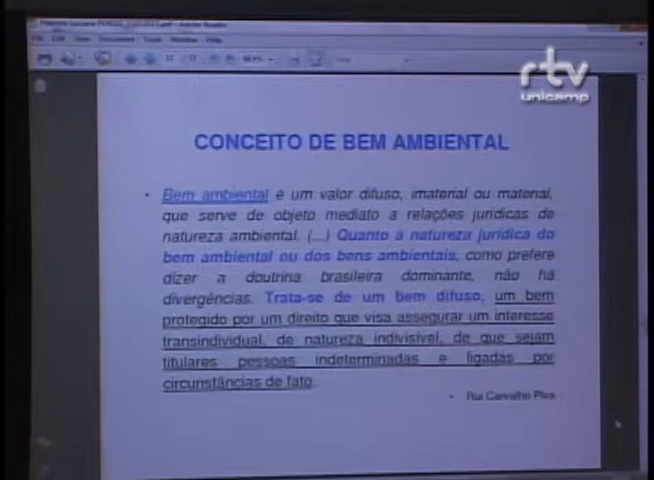 rtv
unicamp
CONCEITO DE BEM AMBIENTAL
• Bem ambiental é um valor difuso, imaterial ou material,
que serve de objeto mediato a relações jurídicas de
natureza ambiental. (...) Quanto à natureza jurídica do
bem ambiental ou dos bens ambientais, como prefere
dizer a doutrina brasileira dominante, não há
divergências. Trata-se de um bem difuso, um bem
protegido por um direito que visa assegurar um interesse
transindividual, de natureza indivisível, de que sejam
titulares pessoas indeterminadas e ligadas por
circunstâncias de fato.
• Rui Carvalho Piva